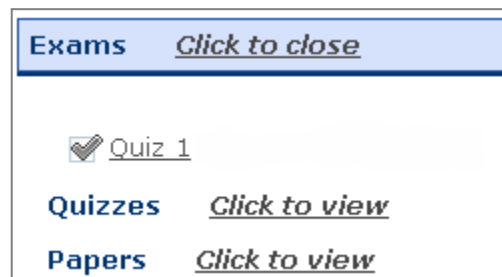 Exams Click to close
Quiz 1
Quizzes Click to view
Papers Click to view